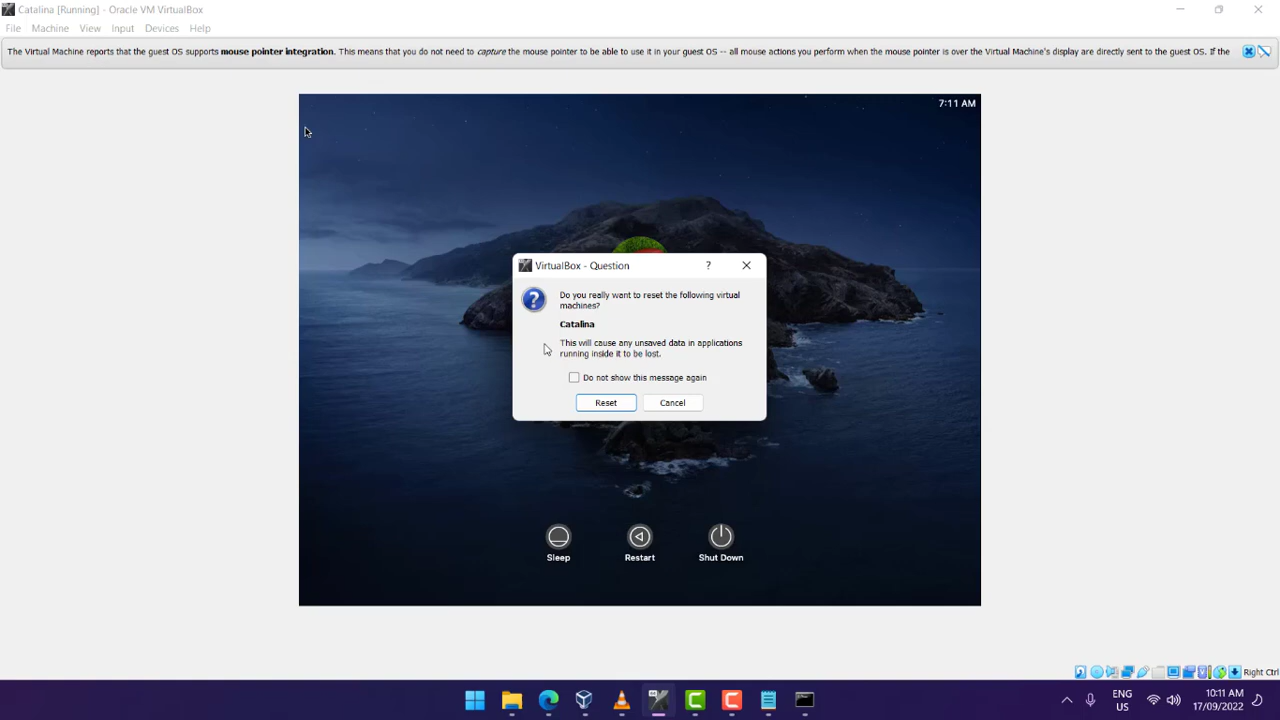 Catalina [Running] - Oracle VM VirtualBox
File Machine View Input Devices Help
The Virtual Machine reports that the guest OS supports mouse pointer integration. This means that you do not need to capture the mouse pointer to be able to use it in your guest OS -- all mouse actions you perform when the mouse pointer is over the Virtual Machine's display are directly sent to the guest OS. If the
7:11 AM
VirtualBox - Question
?
Do you really want to reset the following virtual
machines?
Catalina
This will cause any unsaved data in applications
running inside it to be lost.
Do not show this message again
Reset Cancel
Sleep Restart Shut Down
Right Ctrl
ENG
US
10:11 AM
17/09/2022